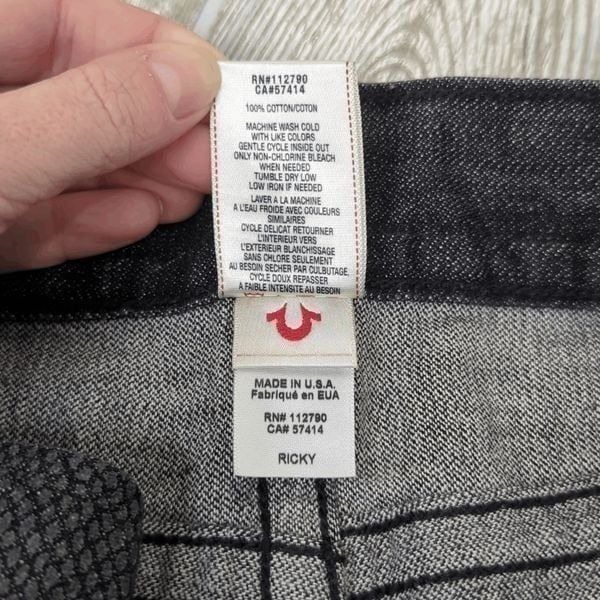 RN#112790
CA#57414
100% COTTON/COTON
MACHINE WASH COLD
WITH LIKE COLORS
GENTLE CYCLE INSIDE OUT
ONLY NON-CHLORINE BLEACH
WHEN NEEDED
TUMBLE DRY LOW
LOW IRON IF NEEDED
LAVER A LA MACHINE
A L'EAU FROIDE AVEC COULEURS
SIMILAIRES
CYCLE DELICAT RETOURNER
L'INTERIEUR VERS
L'EXTERIEUR BLANCHISSAGE
SANS CHLORE SEULEMENT
AU BESOIN SECHER PAR CULBUTAGE,
CYCLE DOUX REPASSER
A FAIBLE INTENSITE AU BESOIN
MADE IN U.S.A.
Fabriqué en EUA
RN# 112790
CA# 57414
RICKY